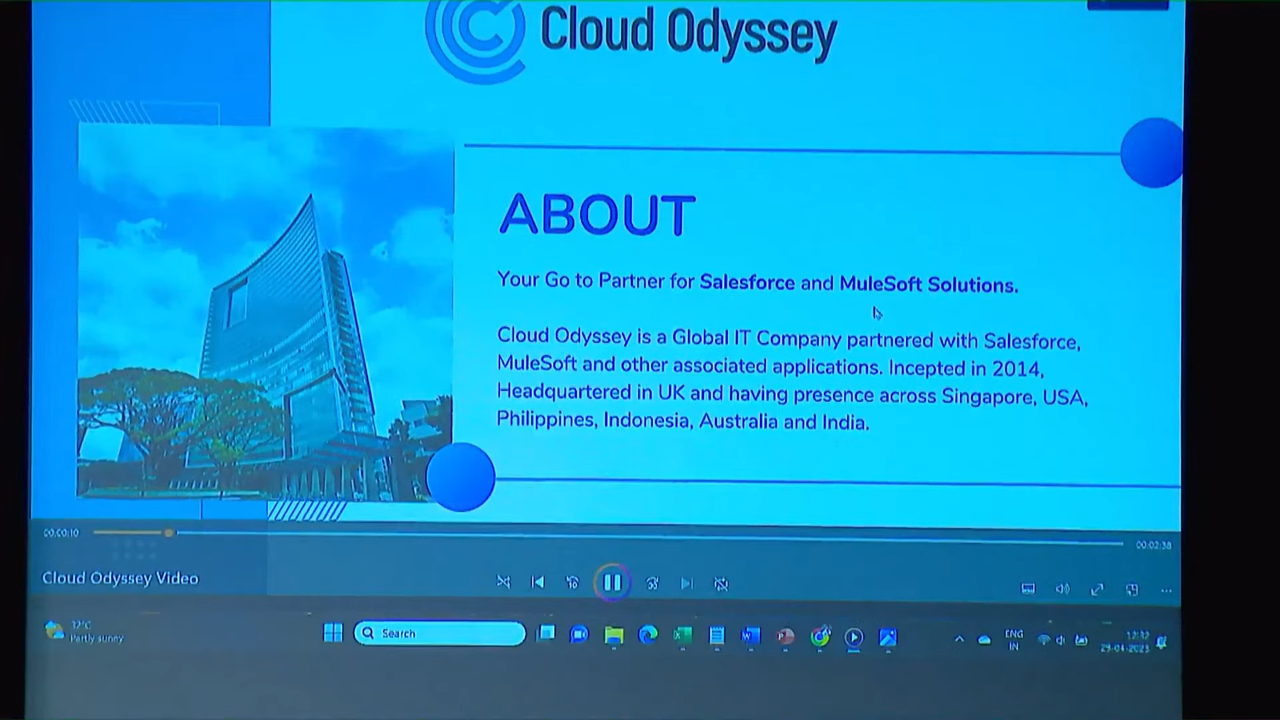 Cloud Odyssey
ABOUT
Your Go to Partner for Salesforce and MuleSoft Solutions.
Cloud Odyssey is a Global IT Company partnered with Salesforce,
MuleSoft and other associated applications. Incepted in 2014,
Headquartered in UK and having presence across Singapore, USA,
Philippines, Indonesia, Australia and India.
00:00:10
00:02:38
Cloud Odyssey Video
32°C
Partly sunny
Search
ENG
IN
12:32
29-04-2023